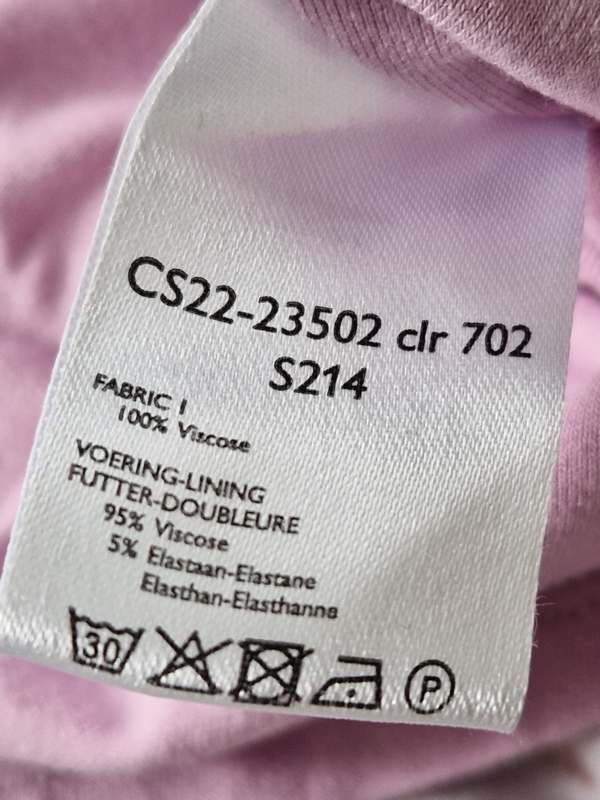 CS22-23502 clr 702
S214
FABRIC 1
100% Viscose
VOERING-LINING
FUTTER-DOUBLEURE
95% Viscose
5% Elastaan-Elastane
Elasthan-Elasthanne
30
P